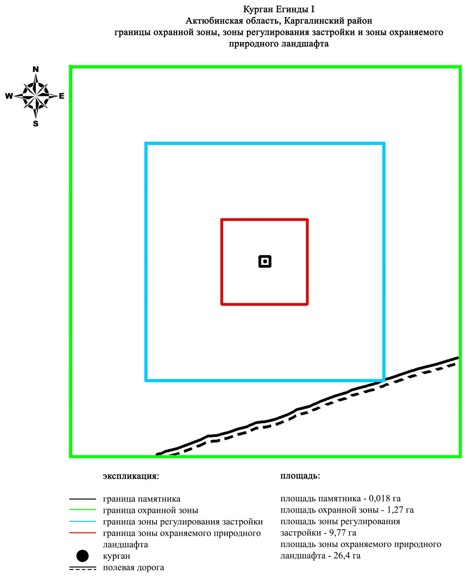 Курган Егинды I
Актюбинская область, Каргалинский район
границы охранной зоны, зоны регулирования застройки и зоны охраняемого
природного ландшафта
N
W E
S
экспликация:
граница памятника
граница охранной зоны
граница зоны регулирования застройки
граница зоны охраняемого природного
ландшафта
курган
полевая дорога
площадь:
площадь памятника - 0,018 га
площадь охранной зоны - 1,27 га
площадь зоны регулирования
застройки - 9,77 га
площадь зоны охраняемого природного
ландшафта - 26,4 га